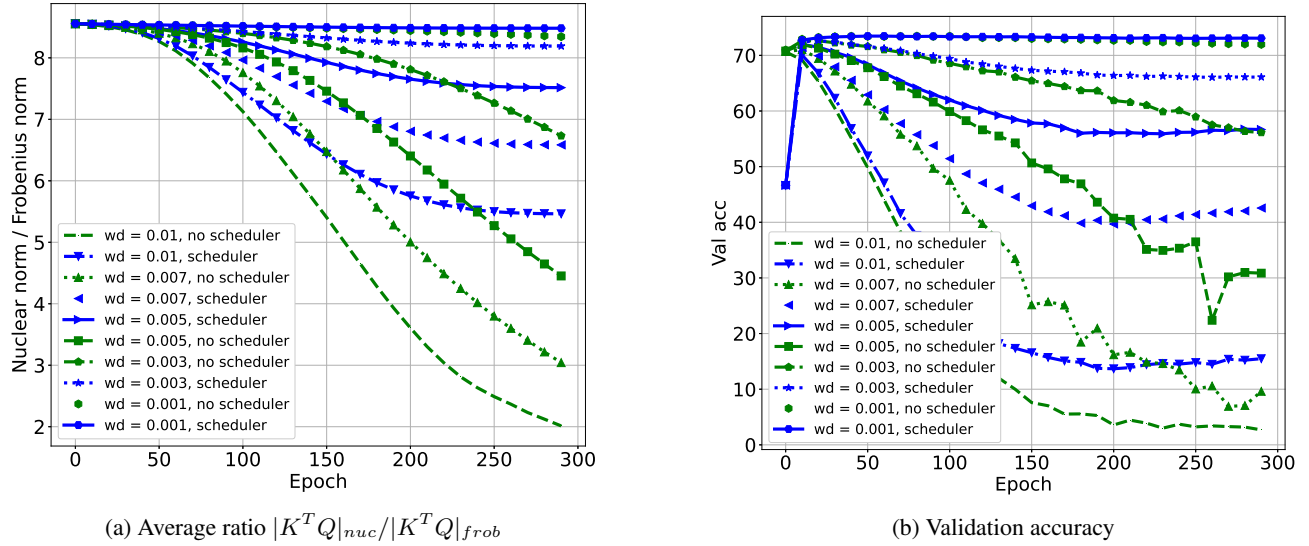 Nuclear norm / Frobenius norm
8
7
6
5
4
3
2
0
50
100
150
200
250
300
Epoch
wd = 0.01, no scheduler
wd = 0.01, scheduler
wd = 0.007, no scheduler
wd = 0.007, scheduler
wd = 0.005, scheduler
wd = 0.005, no scheduler
wd = 0.003, no scheduler
wd = 0.003, scheduler
wd = 0.001, no scheduler
wd = 0.001, scheduler
(a) Average ratio |K^T Q|_{nuc}/|K^T Q|_{frob}
Val acc
70
60
50
40
30
20
10
0
0
50
100
150
200
250
300
Epoch
wd = 0.01, no scheduler
wd = 0.01, scheduler
wd = 0.007, no scheduler
wd = 0.007, scheduler
wd = 0.005, scheduler
wd = 0.005, no scheduler
wd = 0.003, no scheduler
wd = 0.003, scheduler
wd = 0.001, no scheduler
wd = 0.001, scheduler
(b) Validation accuracy